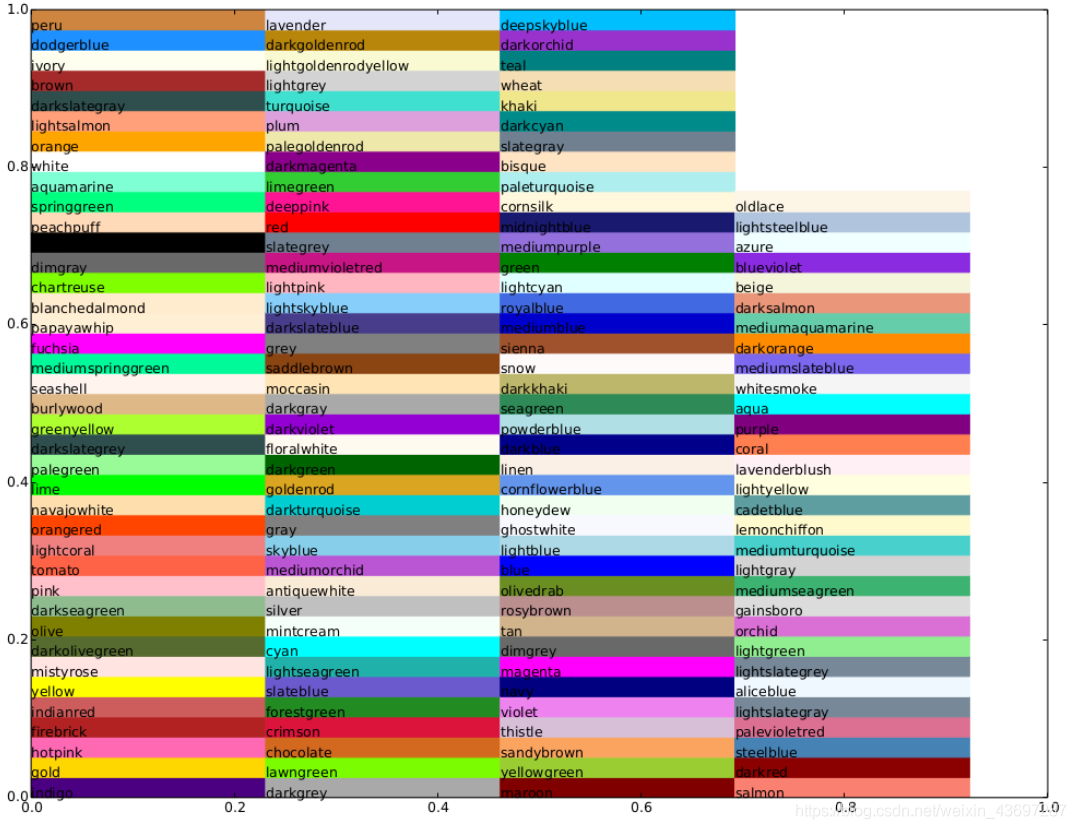 1.0
0.8
0.6
0.4
0.2
0.0
peru
dodgerblue
ivory
brown
darkslategray
lightsalmon
orange
white
aquamarine
springgreen
peachpuff
dimgray
chartreuse
blanchedalmond
papayawhip
fuchsia
mediumspringgreen
seashell
burlywood
greenyellow
darkslategrey
palegreen
lime
navajowhite
orangered
lightcoral
tomato
pink
darkseagreen
olive
darkolivegreen
mistyrose
yellow
indianred
firebrick
hotpink
gold
indigo
lavender
darkgoldenrod
lightgoldenrodyellow
lightgrey
turquoise
plum
palegoldenrod
darkmagenta
limegreen
deeppink
red
slategrey
mediumvioletred
lightpink
lightskyblue
darkslateblue
grey
saddlebrown
moccasin
darkgray
darkviolet
floralwhite
darkgreen
goldenrod
darkturquoise
gray
skyblue
mediumorchid
antiquewhite
silver
mintcream
cyan
lightseagreen
slateblue
forestgreen
crimson
chocolate
lawngreen
darkgrey
deepskyblue
darkorchid
teal
wheat
khaki
darkcyan
slategray
bisque
paleturquoise
cornsilk
midnightblue
mediumpurple
green
lightcyan
royalblue
mediumblue
sienna
snow
darkkhaki
seagreen
powderblue
darkblue
linen
cornflowerblue
honeydew
ghostwhite
lightblue
blue
olivedrab
rosybrown
tan
dimgrey
magenta
navy
violet
thistle
sandybrown
yellowgreen
maroon
oldlace
lightsteelblue
azure
blueviolet
beige
darksalmon
mediumaquamarine
darkorange
mediumslateblue
whitesmoke
aqua
purple
coral
lavenderblush
lightyellow
cadetblue
lemonchiffon
mediumturquoise
lightgray
mediumseagreen
gainsboro
orchid
lightgreen
lightslategrey
aliceblue
lightslategray
palevioletred
steelblue
darkred
salmon
0.0 0.2 0.4 0.6 0.8 1.0